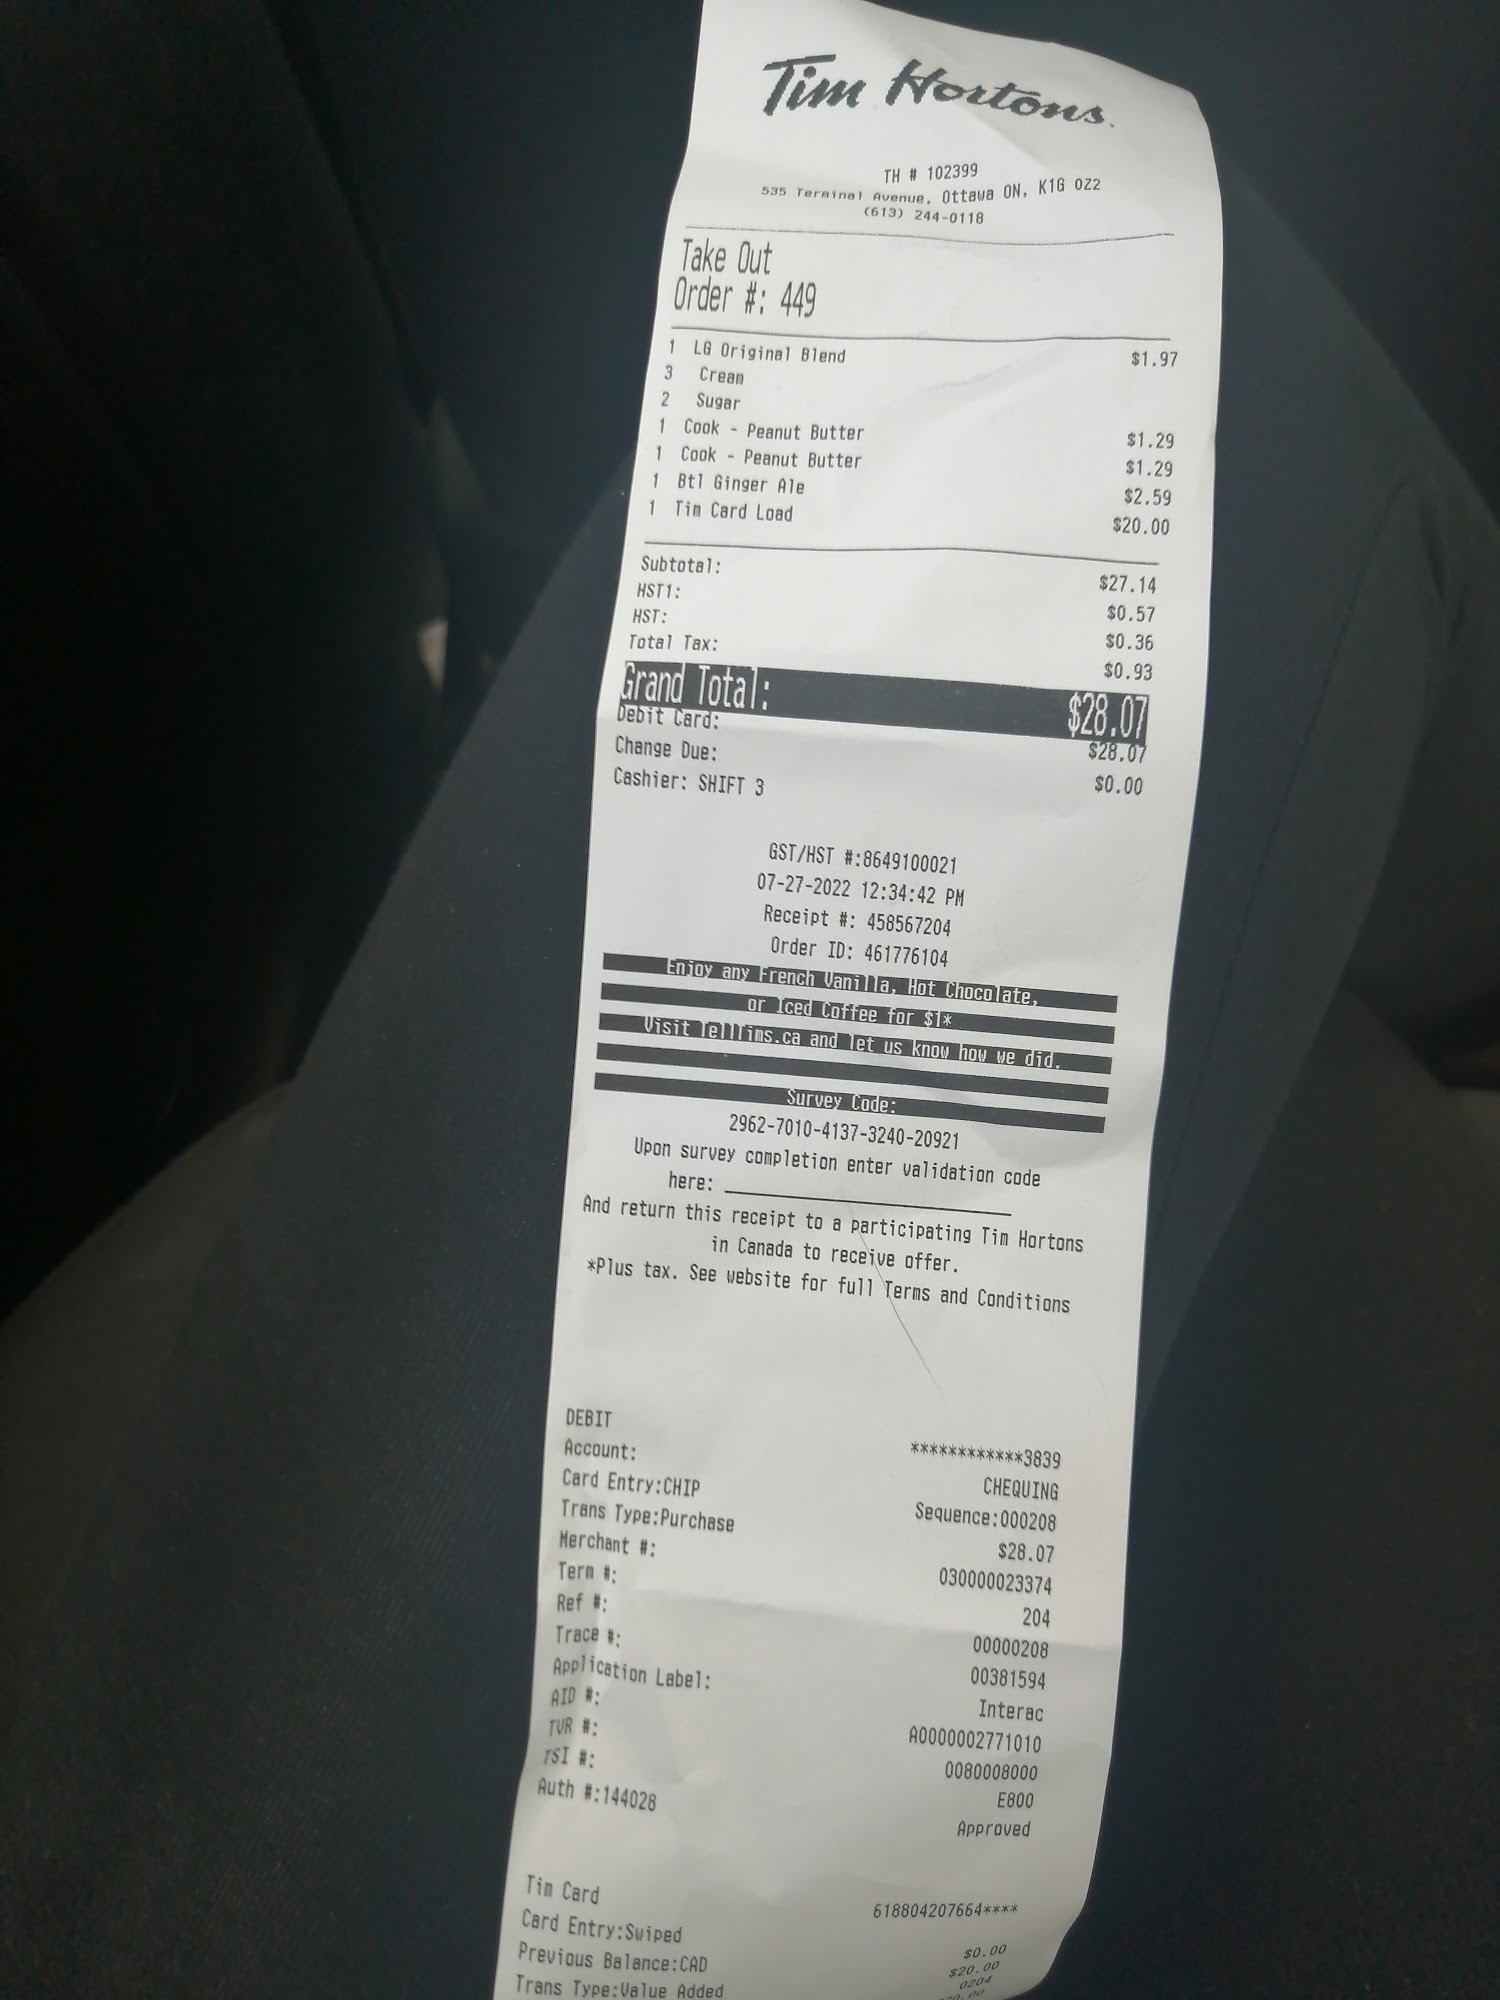 Tim Hortons.
TH # 102399
535 Terminal Avenue, Ottawa ON, K1G 0Z2
(613) 244-0118
Take Out
Order #: 449
1 LG Original Blend $1.97
3 Cream
2 Sugar
1 Cook - Peanut Butter $1.29
1 Cook - Peanut Butter $1.29
1 Btl Ginger Ale $2.59
1 Tim Card Load $20.00
Subtotal: $27.14
HST1: $0.57
HST: $0.36
Total Tax: $0.93
Grand Total: $28.07
Debit Card: $28.07
Change Due: $0.00
Cashier: SHIFT 3
GST/HST #:8649100021
07-27-2022 12:34:42 PM
Receipt #: 458567204
Order ID: 461776104
Enjoy any French Vanilla, Hot Chocolate,
or Iced Coffee for $1*
Visit TellTims.ca and let us know how we did.
Survey Code:
2962-7010-4137-3240-20921
Upon survey completion enter validation code
here:
And return this receipt to a participating Tim Hortons
in Canada to receive offer.
*Plus tax. See website for full Terms and Conditions
DEBIT ************3839
Account: CHEQUING
Card Entry:CHIP Sequence:000208
Trans Type:Purchase $28.07
Merchant #: 030000023374
Term #: 204
Ref #: 00000208
Trace #: 00381594
Application Label: Interac
AID #: A0000002771010
TVR #: 0080008000
TSI #: E800
Auth #:144028 Approved
Tim Card 618804207664****
Card Entry:Swiped
Previous Balance:CAD $0.00
Trans Type:Value Added $20.00
0204